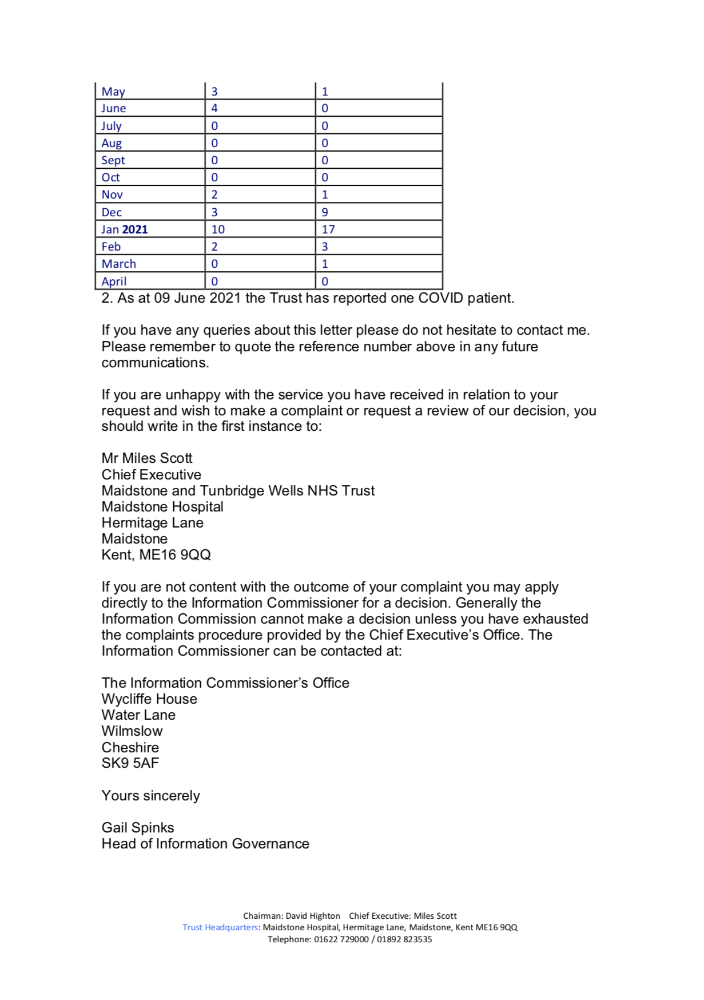 May 3 1
June 4 0
July 0 0
Aug 0 0
Sept 0 0
Oct 0 0
Nov 2 1
Dec 3 9
Jan 2021 10 17
Feb 2 3
March 0 1
April 0 0
2. As at 09 June 2021 the Trust has reported one COVID patient.
If you have any queries about this letter please do not hesitate to contact me.
Please remember to quote the reference number above in any future
communications.
If you are unhappy with the service you have received in relation to your
request and wish to make a complaint or request a review of our decision, you
should write in the first instance to:
Mr Miles Scott
Chief Executive
Maidstone and Tunbridge Wells NHS Trust
Maidstone Hospital
Hermitage Lane
Maidstone
Kent, ME16 9QQ
If you are not content with the outcome of your complaint you may apply
directly to the Information Commissioner for a decision. Generally the
Information Commission cannot make a decision unless you have exhausted
the complaints procedure provided by the Chief Executive’s Office. The
Information Commissioner can be contacted at:
The Information Commissioner’s Office
Wycliffe House
Water Lane
Wilmslow
Cheshire
SK9 5AF
Yours sincerely
Gail Spinks
Head of Information Governance
Chairman: David Highton Chief Executive: Miles Scott
Trust Headquarters: Maidstone Hospital, Hermitage Lane, Maidstone, Kent ME16 9QQ
Telephone: 01622 729000 / 01892 823535